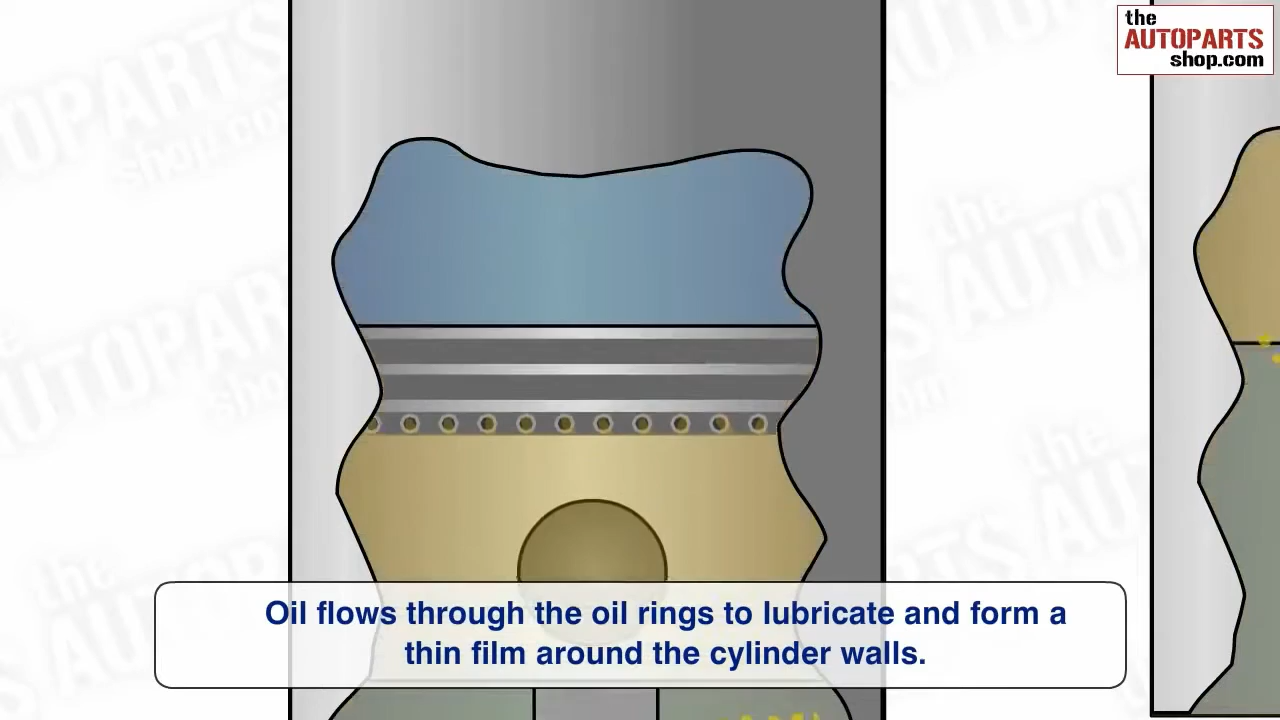 the
AUTOPARTS
shop.com
Oil flows through the oil rings to lubricate and form a
thin film around the cylinder walls.